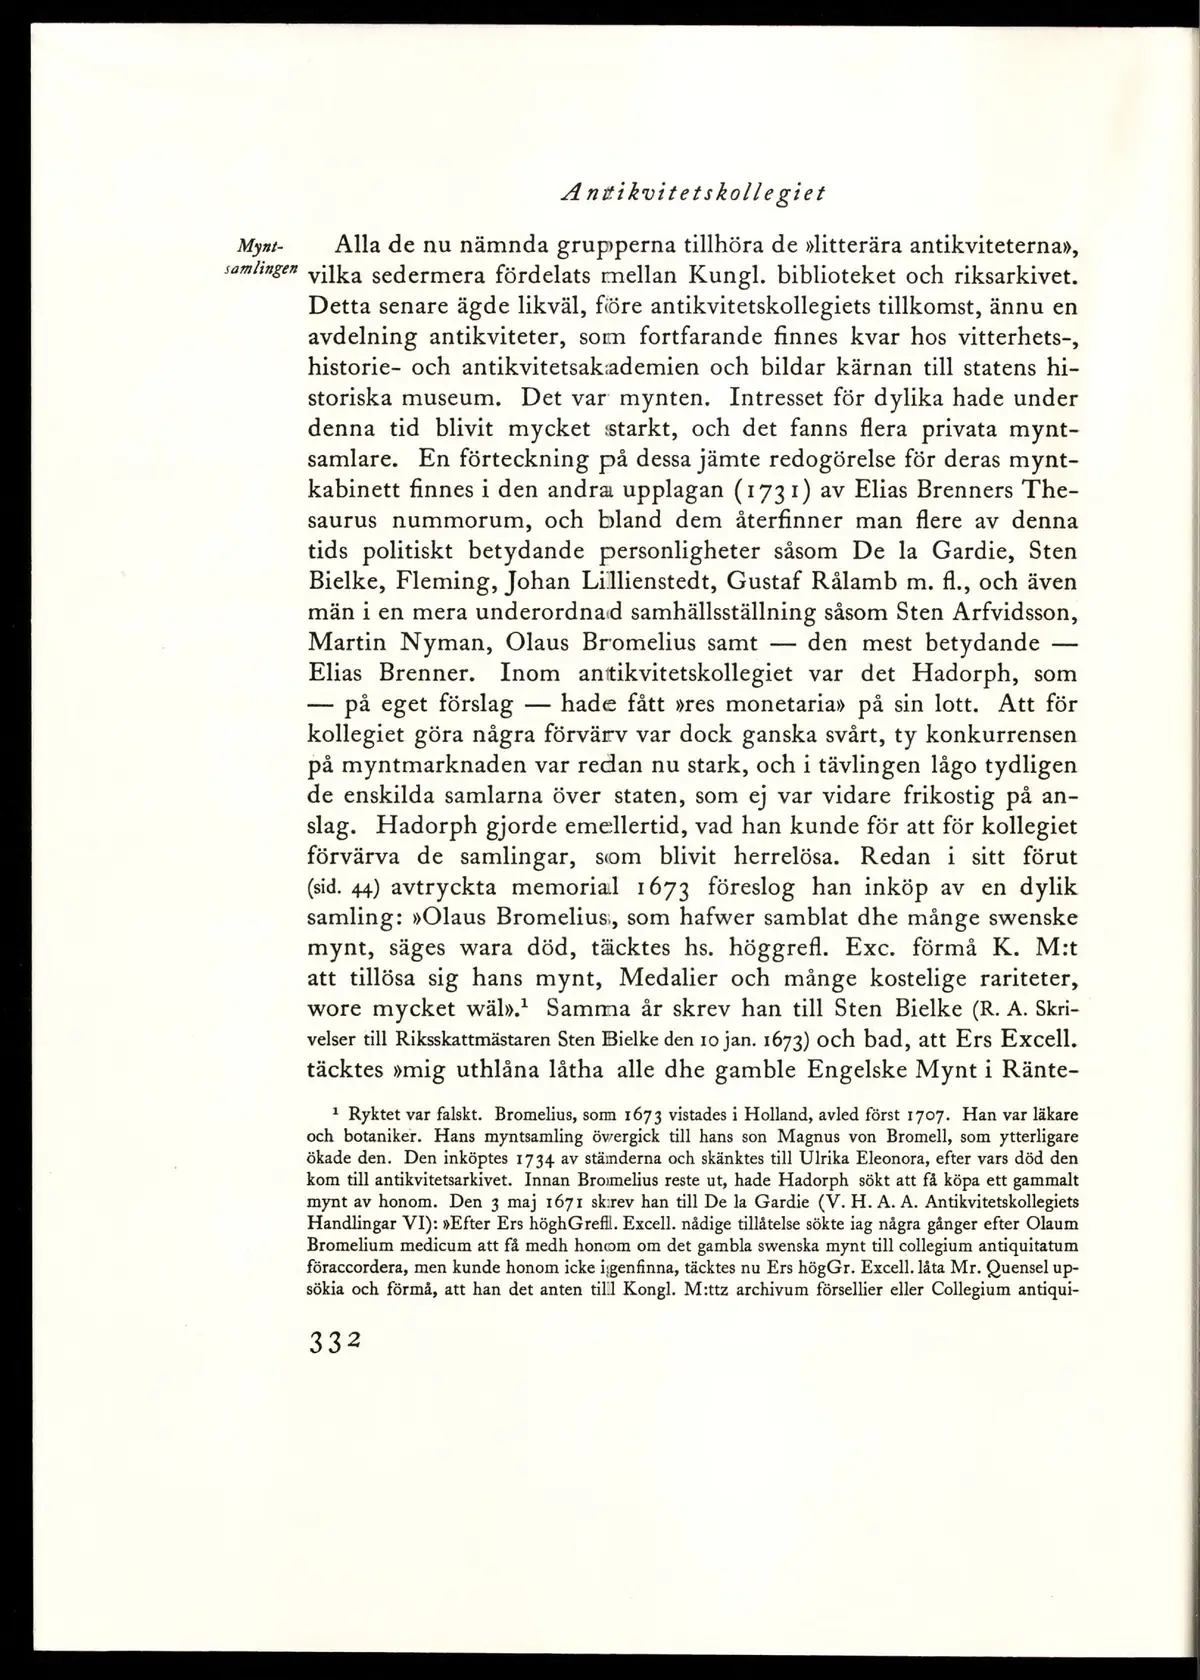 Antikvitetskollegiet
Mynt-
samlingen
Alla de nu nämnda grupperna tillhöra de »litterära antikviteterna»,
vilka sedermera fördelats mellan Kungl. biblioteket och riksarkivet.
Detta senare ägde likväl, före antikvitetskollegiets tillkomst, ännu en
avdelning antikviteter, som fortfarande finnes kvar hos vitterhets-,
historie- och antikvitetsakademien och bildar kärnan till statens hi-
storiska museum. Det var mynten. Intresset för dylika hade under
denna tid blivit mycket starkt, och det fanns flera privata mynt-
samlare. En förteckning på dessa jämte redogörelse för deras mynt-
kabinett finnes i den andra upplagan (1731) av Elias Brenners The-
saurus nummorum, och bland dem återfinner man flere av denna
tids politiskt betydande personligheter såsom De la Gardie, Sten
Bielke, Fleming, Johan Lillienstedt, Gustaf Rålamb m. fl., och även
män i en mera underordnad samhällsställning såsom Sten Arfvidsson,
Martin Nyman, Olaus Bromelius samt — den mest betydande —
Elias Brenner. Inom antikvitetskollegiet var det Hadorph, som
— på eget förslag — hade fått »res monetaria» på sin lott. Att för
kollegiet göra några förvärv var dock ganska svårt, ty konkurrensen
på myntmarknaden var redan nu stark, och i tävlingen lågo tydligen
de enskilda samlarna över staten, som ej var vidare frikostig på an-
slag. Hadorph gjorde emellertid, vad han kunde för att för kollegiet
förvärva de samlingar, som blivit herrelösa. Redan i sitt förut
(sid. 44) avtryckta memorial 1673 föreslog han inköp av en dylik
samling: »Olaus Bromelius, som hafwer samblat dhe månge swenske
mynt, säges wara död, täcktes hs. höggrefl. Exc. förmå K. M:t
att tillösa sig hans mynt, Medalier och månge kostelige rariteter,
wore mycket wäl».¹ Samma år skrev han till Sten Bielke (R. A. Skri-
velser till Riksskattmästaren Sten Bielke den 10 jan. 1673) och bad, att Ers Excell.
täcktes »mig uthlåna låtha alle dhe gamble Engelske Mynt i Ränte-
¹ Ryktet var falskt. Bromelius, som 1673 vistades i Holland, avled först 1707. Han var läkare
och botaniker. Hans myntsamling övergick till hans son Magnus von Bromell, som ytterligare
ökade den. Den inköptes 1734 av ständerna och skänktes till Ulrika Eleonora, efter vars död den
kom till antikvitetsarkivet. Innan Bromelius reste ut, hade Hadorph sökt att få köpa ett gammalt
mynt av honom. Den 3 maj 1671 skrev han till De la Gardie (V. H. A. A. Antikvitetskollegiets
Handlingar VI): »Efter Ers höghGrefl. Excell. nådige tillåtelse sökte iag några gånger efter Olaum
Bromelium medicum att få medh honom om det gambla swenska mynt till collegium antiquitatum
föraccordera, men kunde honom icke igenfinna, täcktes nu Ers högGr. Excell. låta Mr. Quensel up-
sökia och förmå, att han det anten till Kongl. M:ttz archivum försellier eller Collegium antiqui-
332